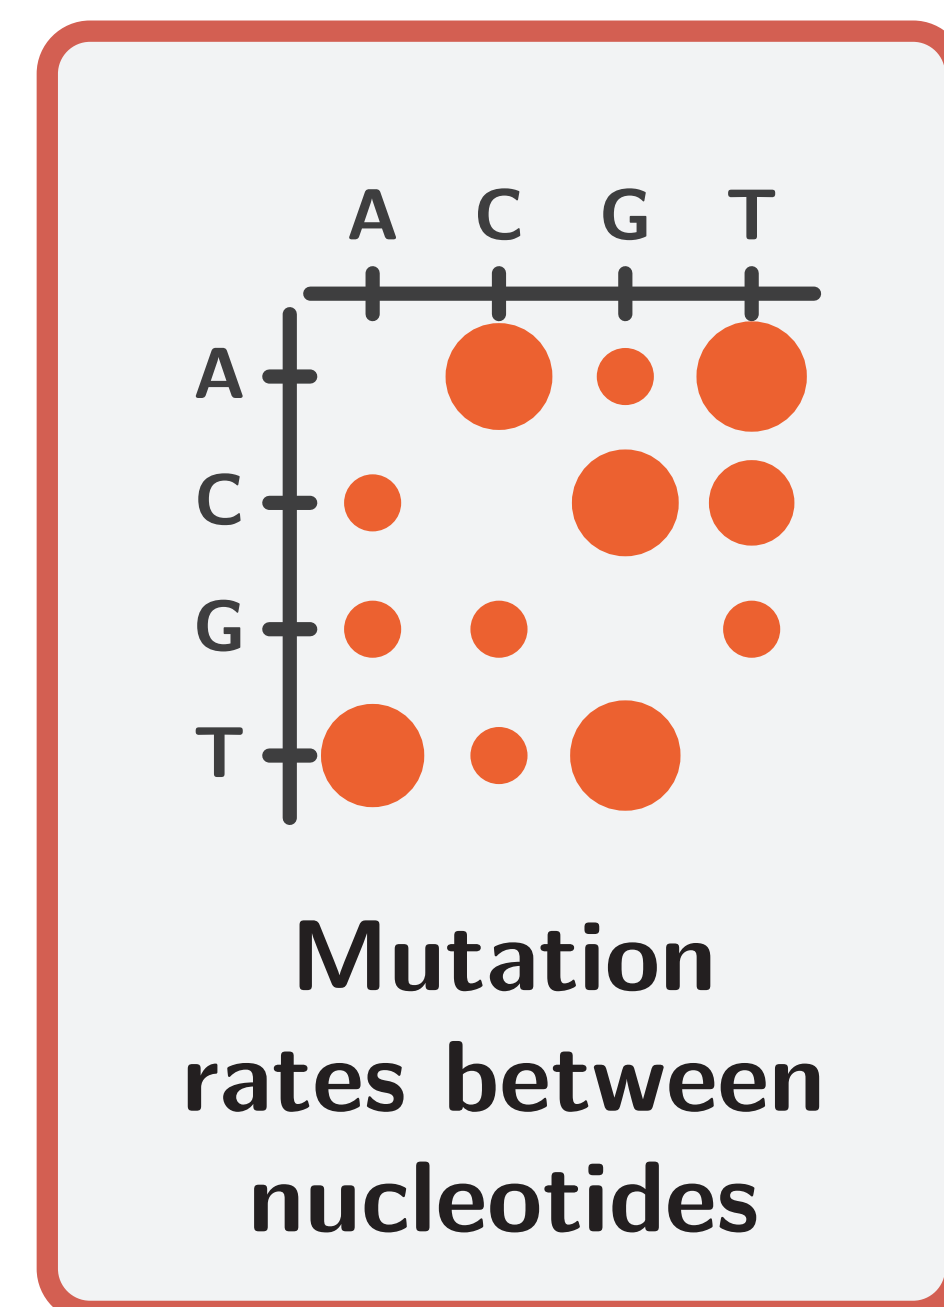 A C G T
A
C
G
T
Mutation
rates between
nucleotides